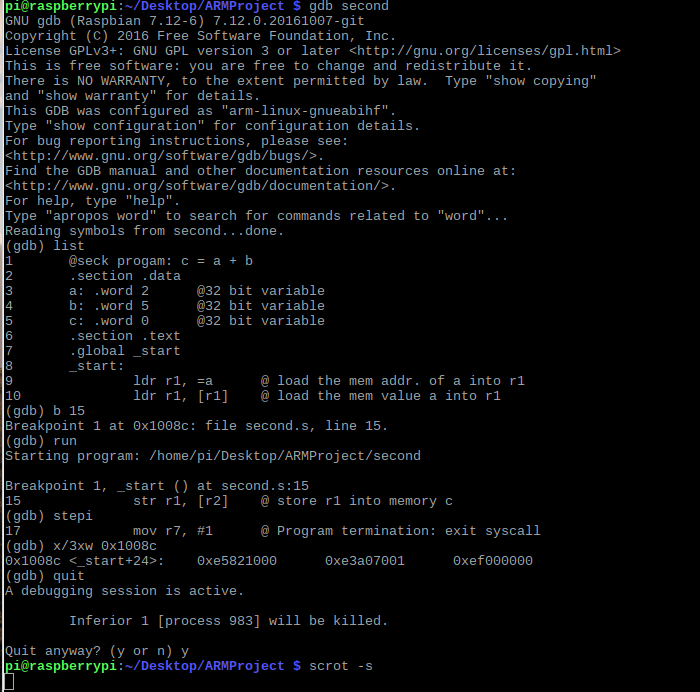 pi@raspberrypi:~/Desktop/ARMProject $ gdb second
GNU gdb (Raspbian 7.12-6) 7.12.0.20161007-git
Copyright (C) 2016 Free Software Foundation, Inc.
License GPLv3+: GNU GPL version 3 or later <http://gnu.org/licenses/gpl.html>
This is free software: you are free to change and redistribute it.
There is NO WARRANTY, to the extent permitted by law.  Type "show copying"
and "show warranty" for details.
This GDB was configured as "arm-linux-gnueabihf".
Type "show configuration" for configuration details.
For bug reporting instructions, please see:
<http://www.gnu.org/software/gdb/bugs/>.
Find the GDB manual and other documentation resources online at:
<http://www.gnu.org/software/gdb/documentation/>.
For help, type "help".
Type "apropos word" to search for commands related to "word"...
Reading symbols from second...done.
(gdb) list
1       @seck progam: c = a + b
2       .section .data
3       a: .word 2      @32 bit variable
4       b: .word 5      @32 bit variable
5       c: .word 0      @32 bit variable
6       .section .text
7       .global _start
8       _start:
9               ldr r1, =a      @ load the mem addr. of a into r1
10              ldr r1, [r1]    @ load the mem value a into r1
(gdb) b 15
Breakpoint 1 at 0x1008c: file second.s, line 15.
(gdb) run
Starting program: /home/pi/Desktop/ARMProject/second

Breakpoint 1, _start () at second.s:15
15              str r1, [r2]    @ store r1 into memory c
(gdb) stepi
17              mov r7, #1      @ Program termination: exit syscall
(gdb) x/3xw 0x1008c
0x1008c <_start+24>:    0xe5821000      0xe3a07001      0xef000000
(gdb) quit
A debugging session is active.

        Inferior 1 [process 983] will be killed.

Quit anyway? (y or n) y
pi@raspberrypi:~/Desktop/ARMProject $ scrot -s